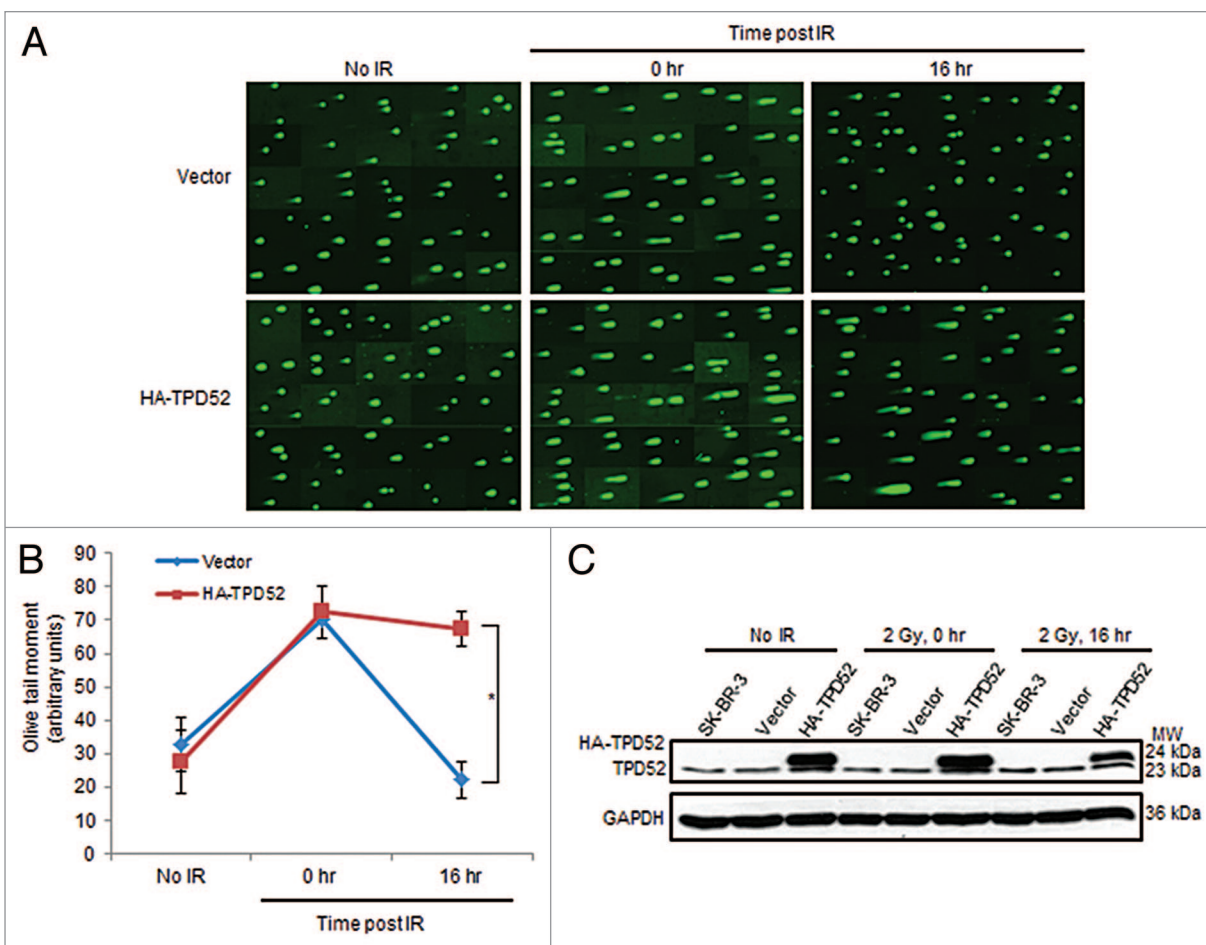 A
Time post IR
No IR
0 hr
16 hr
Vector
HA-TPD52
B
90
80
70
60
50
40
30
20
10
0
Olive tail moment
(arbitrary units)
Vector
HA-TPD52
*
No IR
0 hr
16 hr
Time post IR
C
No IR
2 Gy, 0 hr
2 Gy, 16 hr
SK-BR-3
Vector
HA-TPD52
SK-BR-3
Vector
HA-TPD52
SK-BR-3
Vector
HA-TPD52
MW
HA-TPD52
24 kDa
TPD52
23 kDa
GAPDH
36 kDa